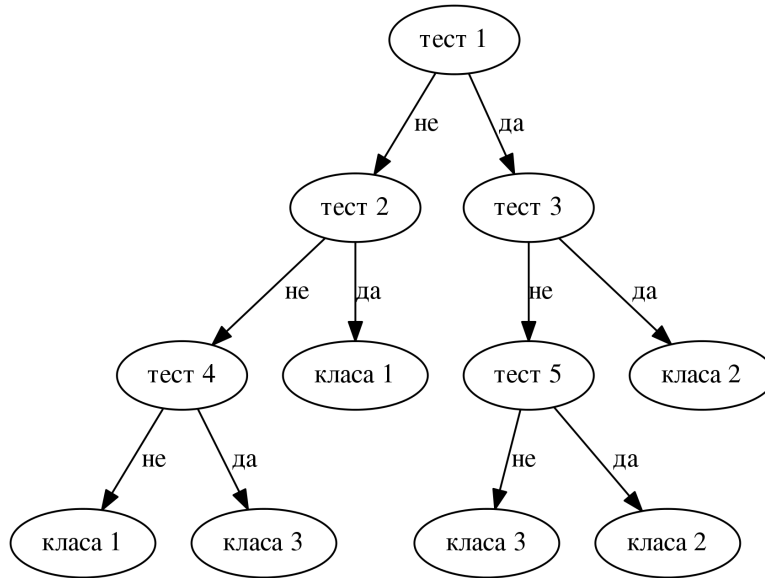 тест 1
не
да
тест 2
тест 3
не
да
не
да
тест 4
класа 1
тест 5
класа 2
не
да
не
да
класа 1
класа 3
класа 3
класа 2